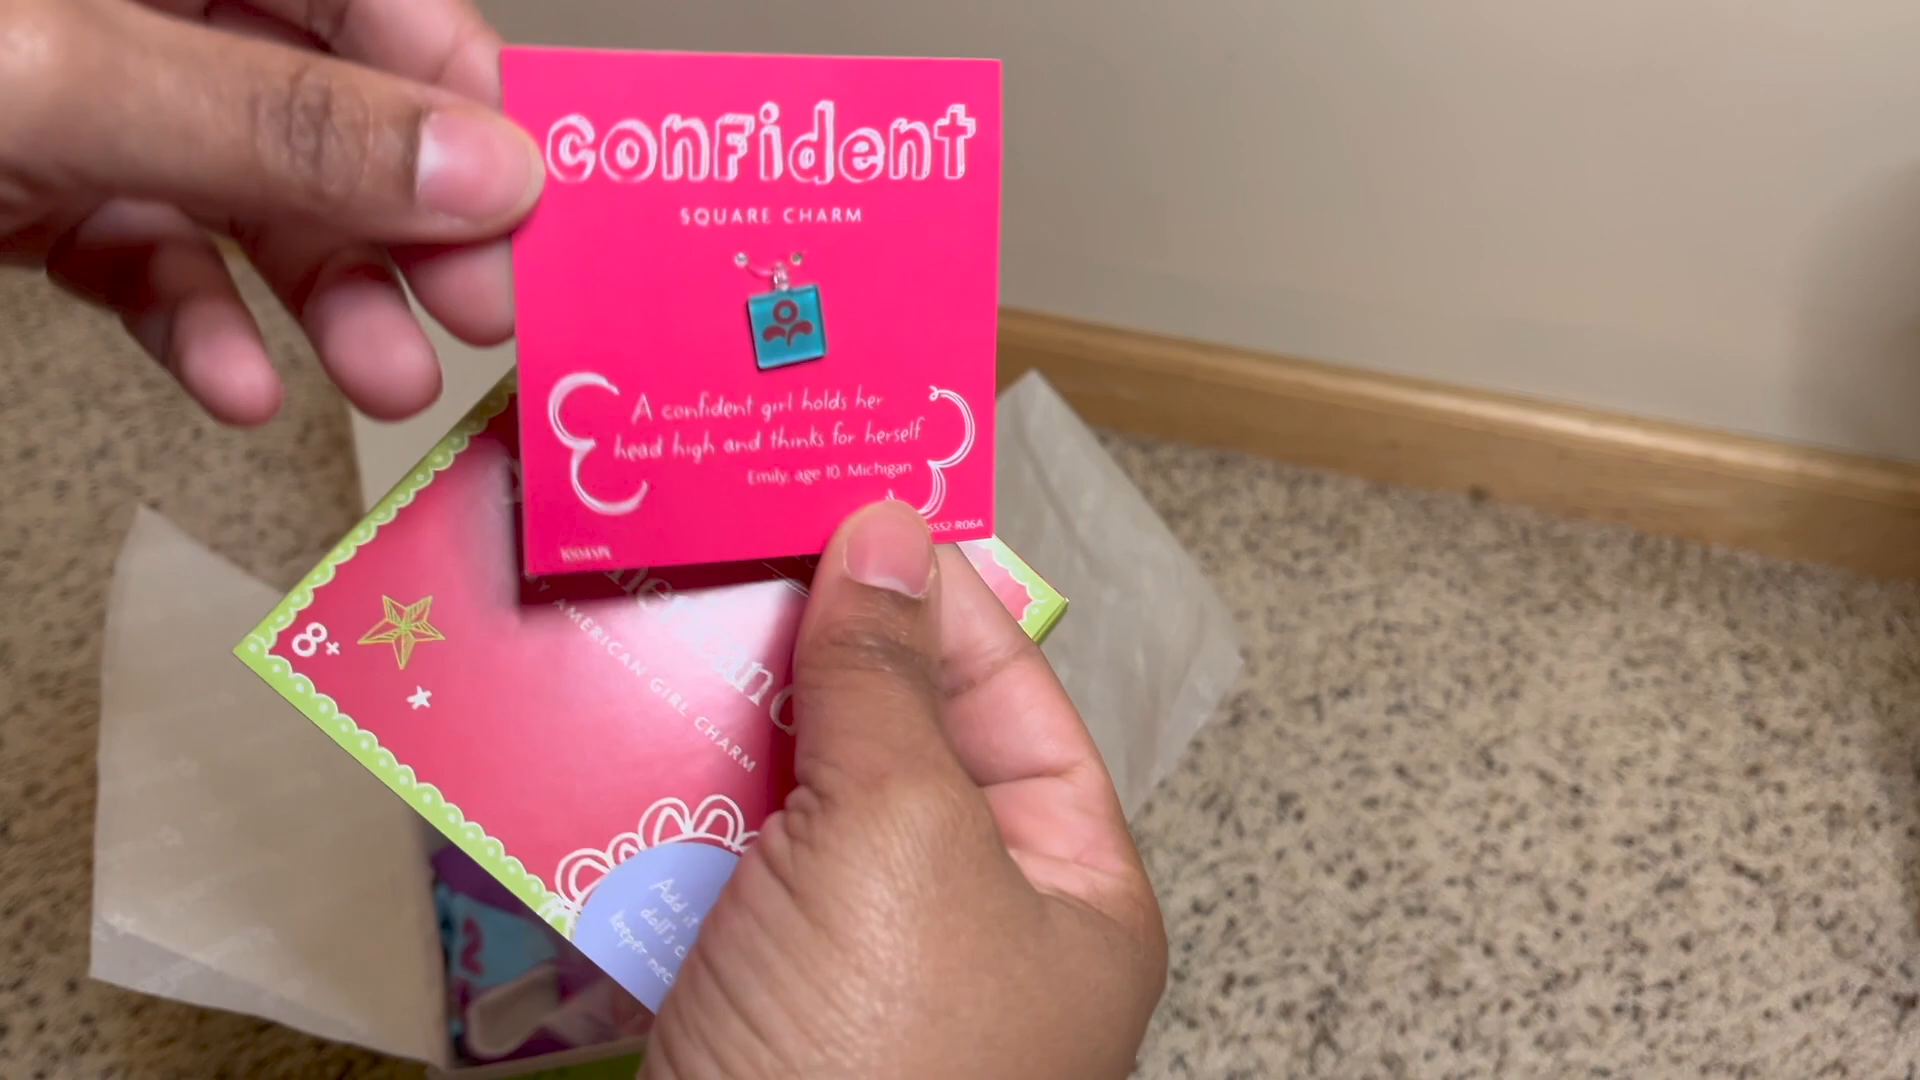 confident
SQUARE CHARM
A confident girl holds her
head high and thinks for herself
Emily, age 10, Michigan
8+
BY AMERICAN GIRL CHARM
Add it
doll's
keeper